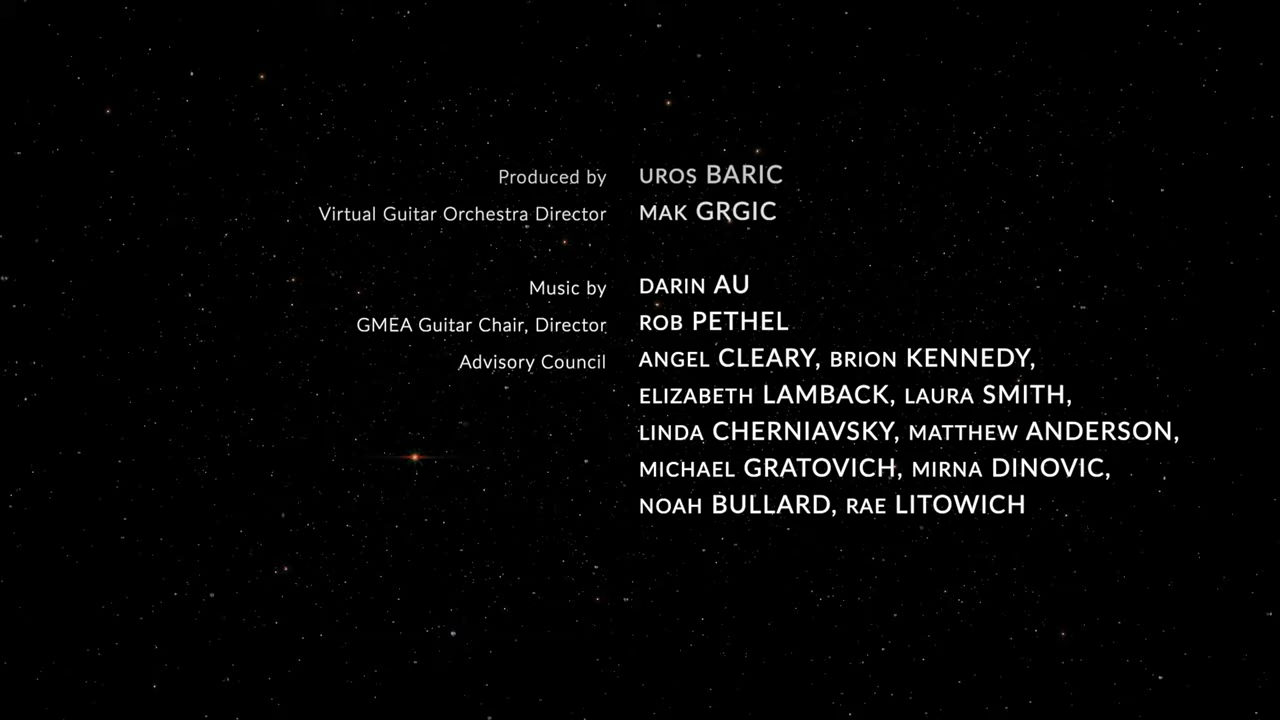 Produced by UROS BARIC
Virtual Guitar Orchestra Director MAK GRGIC
Music by DARIN AU
GMEA Guitar Chair, Director ROB PETHEL
Advisory Council ANGEL CLEARY, BRION KENNEDY,
ELIZABETH LAMBACK, LAURA SMITH,
LINDA CHERNIAVSKY, MATTHEW ANDERSON,
MICHAEL GRATOVICH, MIRNA DINOVIC,
NOAH BULLARD, RAE LITOWICH